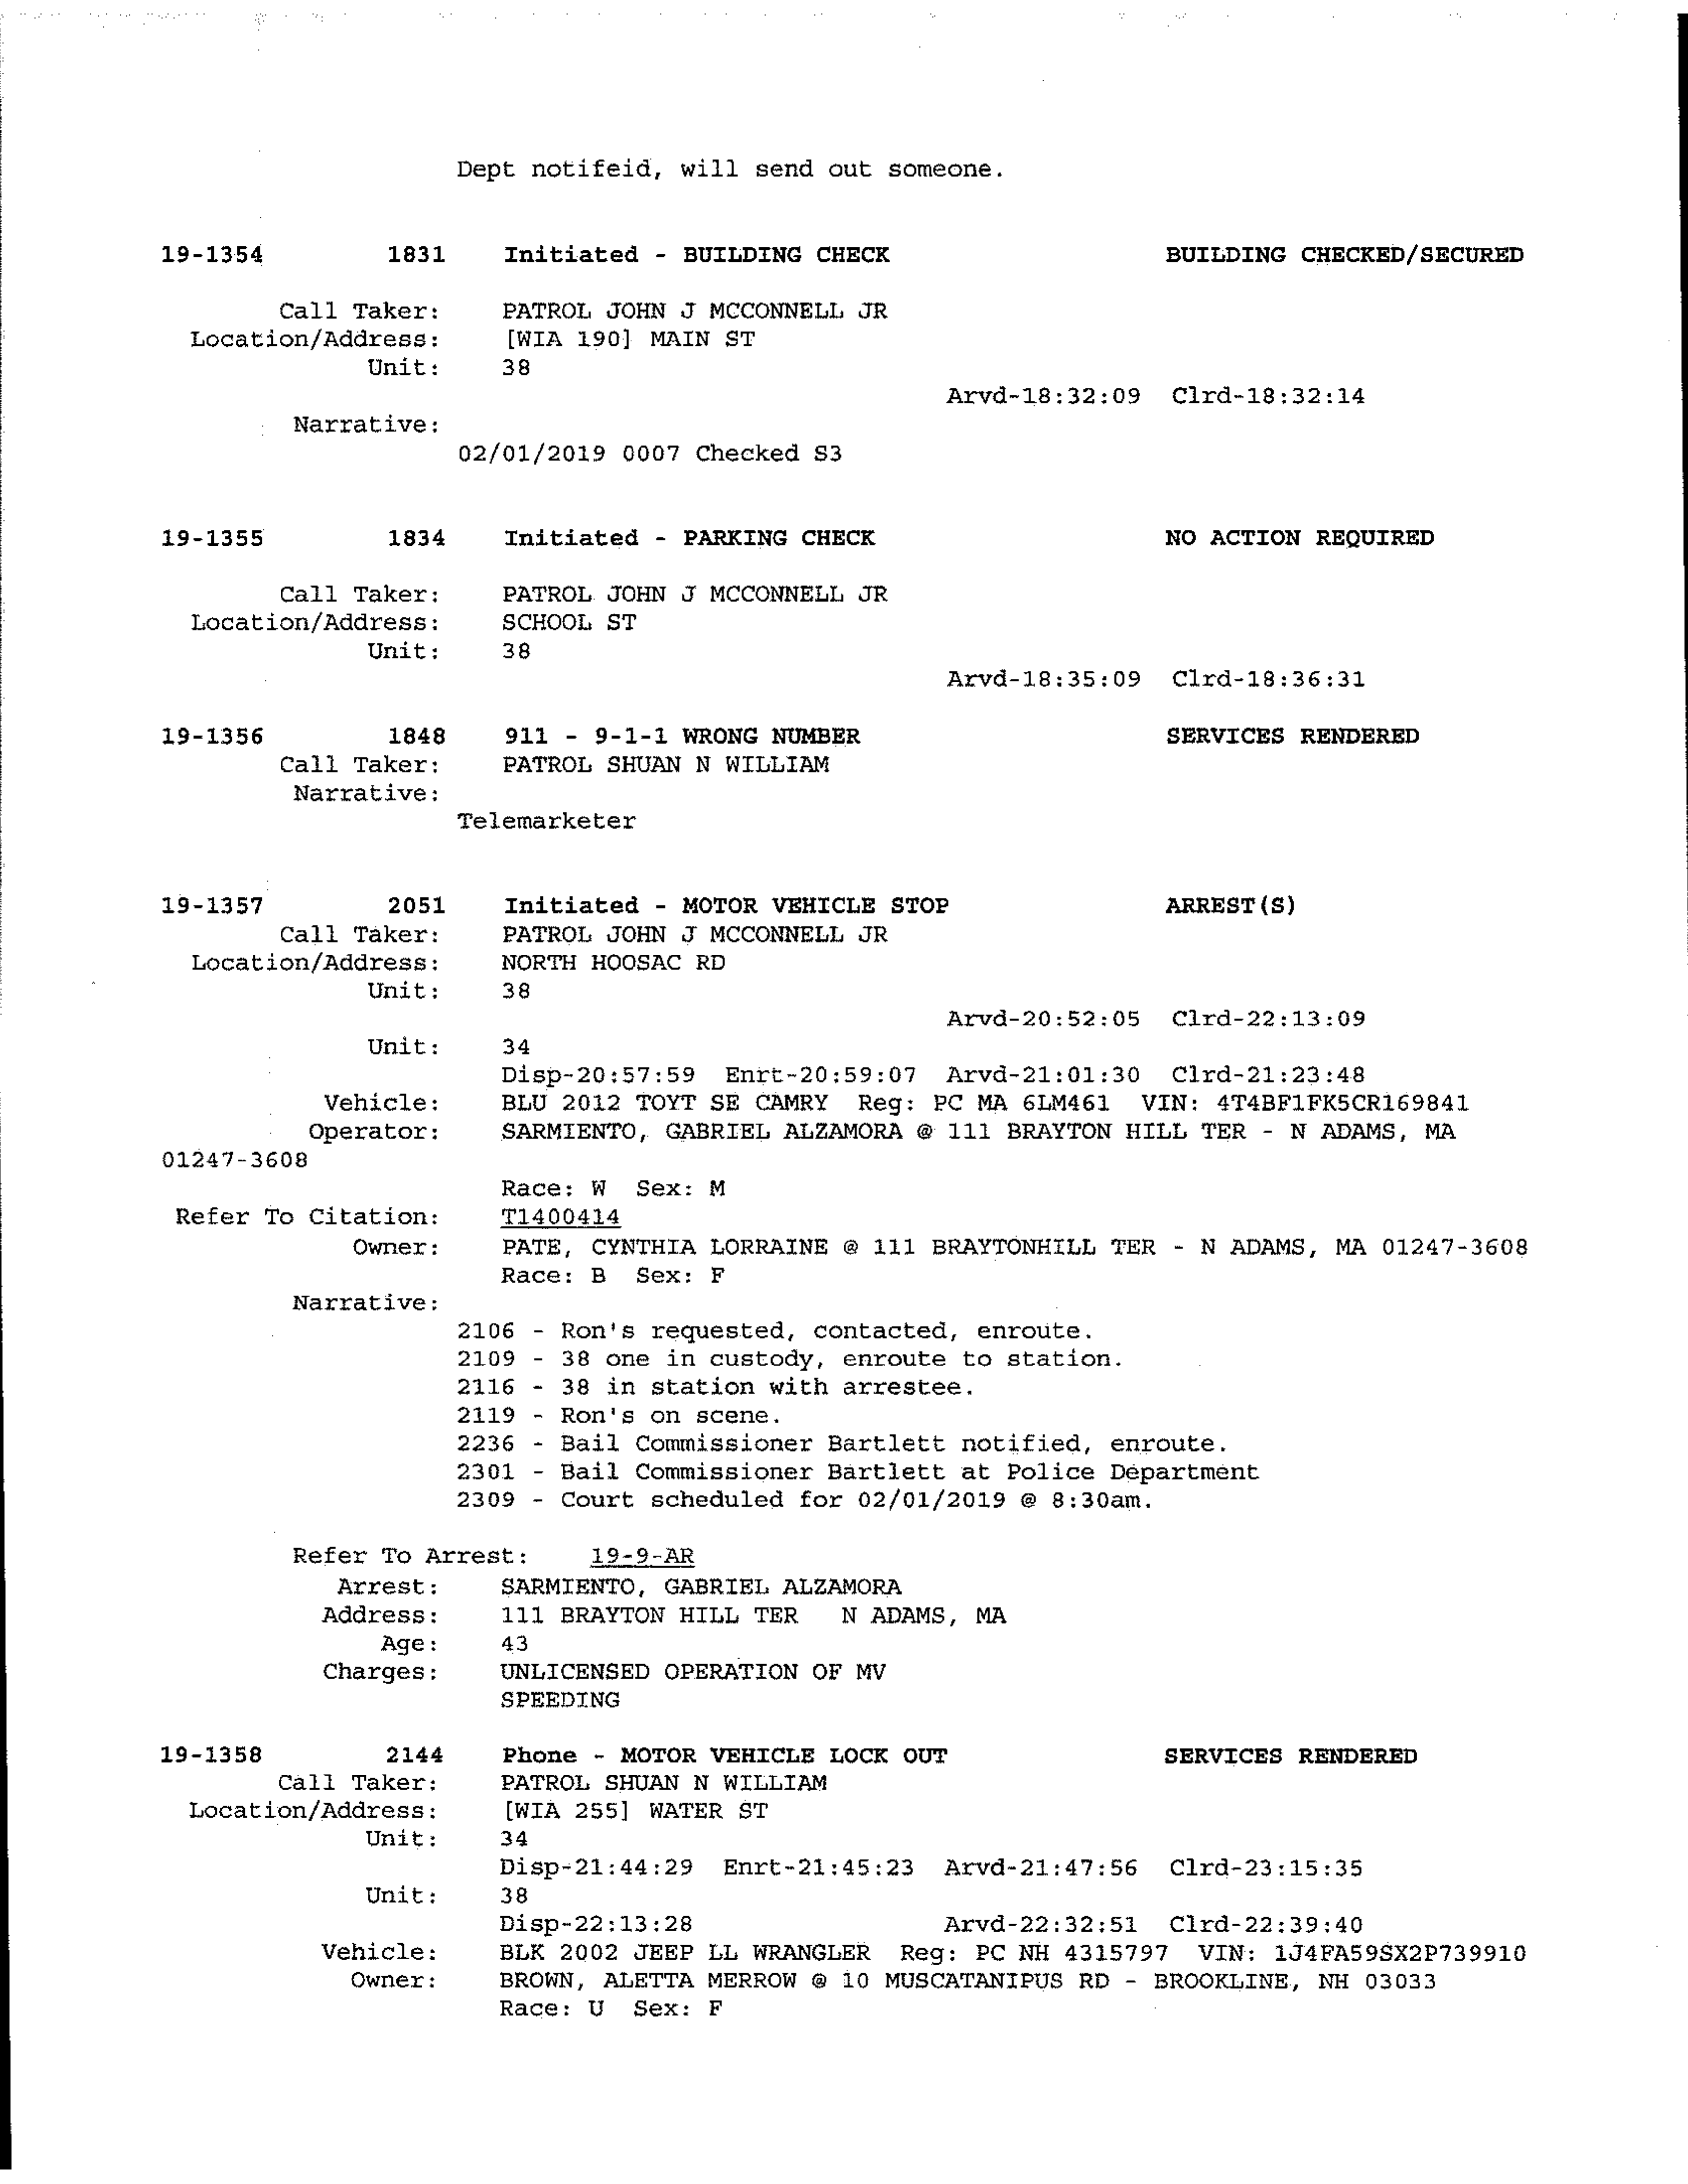 Dept notifeid, will send out someone.
19-1354 1831 Initiated - BUILDING CHECK BUILDING CHECKED/SECURED
Call Taker: PATROL JOHN J MCCONNELL JR
Location/Address: [WIA 190] MAIN ST
Unit: 38
Arvd-18:32:09 Clrd-18:32:14
Narrative:
02/01/2019 0007 Checked S3
19-1355 1834 Initiated - PARKING CHECK NO ACTION REQUIRED
Call Taker: PATROL JOHN J MCCONNELL JR
Location/Address: SCHOOL ST
Unit: 38
Arvd-18:35:09 Clrd-18:36:31
19-1356 1848 911 - 9-1-1 WRONG NUMBER SERVICES RENDERED
Call Taker: PATROL SHUAN N WILLIAM
Narrative:
Telemarketer
19-1357 2051 Initiated - MOTOR VEHICLE STOP ARREST(S)
Call Taker: PATROL JOHN J MCCONNELL JR
Location/Address: NORTH HOOSAC RD
Unit: 38
Arvd-20:52:05 Clrd-22:13:09
Unit: 34
Disp-20:57:59 Enrt-20:59:07 Arvd-21:01:30 Clrd-21:23:48
Vehicle: BLU 2012 TOYT SE CAMRY Reg: PC MA 6LM461 VIN: 4T4BF1FK5CR169841
Operator: SARMIENTO, GABRIEL ALZAMORA @ 111 BRAYTON HILL TER - N ADAMS, MA
01247-3608
Race: W Sex: M
Refer To Citation: T1400414
Owner: PATE, CYNTHIA LORRAINE @ 111 BRAYTONHILL TER - N ADAMS, MA 01247-3608
Race: B Sex: F
Narrative:
2106 - Ron's requested, contacted, enroute.
2109 - 38 one in custody, enroute to station.
2116 - 38 in station with arrestee.
2119 - Ron's on scene.
2236 - Bail Commissioner Bartlett notified, enroute.
2301 - Bail Commissioner Bartlett at Police Department
2309 - Court scheduled for 02/01/2019 @ 8:30am.
Refer To Arrest: 19-9-AR
Arrest: SARMIENTO, GABRIEL ALZAMORA
Address: 111 BRAYTON HILL TER N ADAMS, MA
Age: 43
Charges: UNLICENSED OPERATION OF MV
SPEEDING
19-1358 2144 Phone - MOTOR VEHICLE LOCK OUT SERVICES RENDERED
Call Taker: PATROL SHUAN N WILLIAM
Location/Address: [WIA 255] WATER ST
Unit: 34
Disp-21:44:29 Enrt-21:45:23 Arvd-21:47:56 Clrd-23:15:35
Unit: 38
Disp-22:13:28 Arvd-22:32:51 Clrd-22:39:40
Vehicle: BLK 2002 JEEP LL WRANGLER Reg: PC NH 4315797 VIN: 1J4FA59SX2P739910
Owner: BROWN, ALETTA MERROW @ 10 MUSCATANIPUS RD - BROOKLINE, NH 03033
Race: U Sex: F